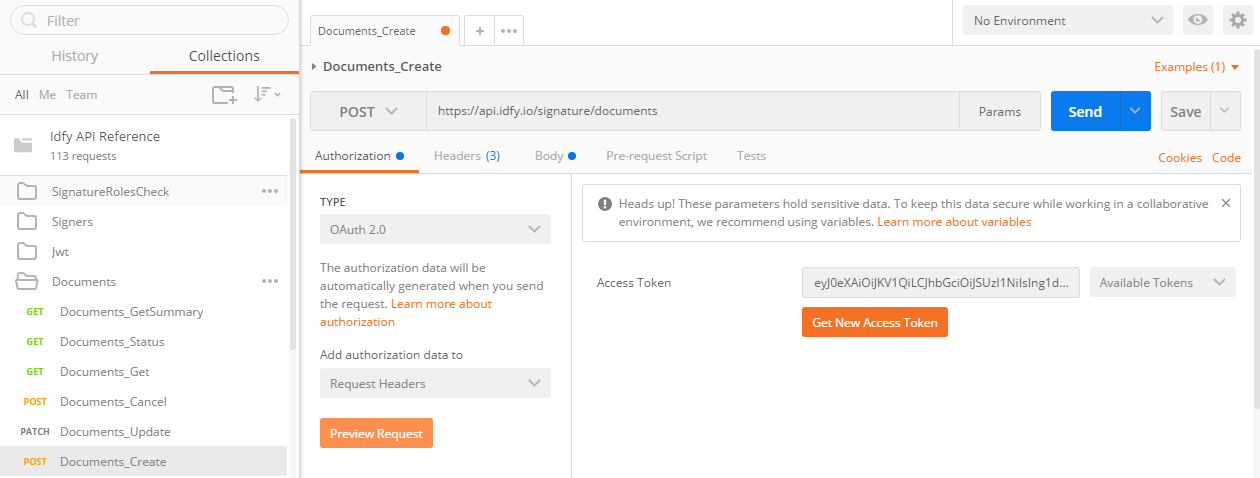 Filter
History
Collections
All Me Team
Idfy API Reference
113 requests
SignatureRolesCheck
Signers
Jwt
Documents
GET Documents_GetSummary
GET Documents_Status
GET Documents_Get
POST Documents_Cancel
PATCH Documents_Update
POST Documents_Create
Documents_Create
No Environment
Documents_Create
Examples (1)
POST
https://api.idfy.io/signature/documents
Params
Send
Save
Authorization
Headers (3)
Body
Pre-request Script
Tests
Cookies Code
TYPE
OAuth 2.0
The authorization data will be
automatically generated when you send
the request. Learn more about
authorization
Add authorization data to
Request Headers
Preview Request
Heads up! These parameters hold sensitive data. To keep this data secure while working in a collaborative
environment, we recommend using variables. Learn more about variables
Access Token
eyJ0eXAiOiJKV1QiLCJhbGciOiJSUzI1NiIsIng1d...
Available Tokens
Get New Access Token